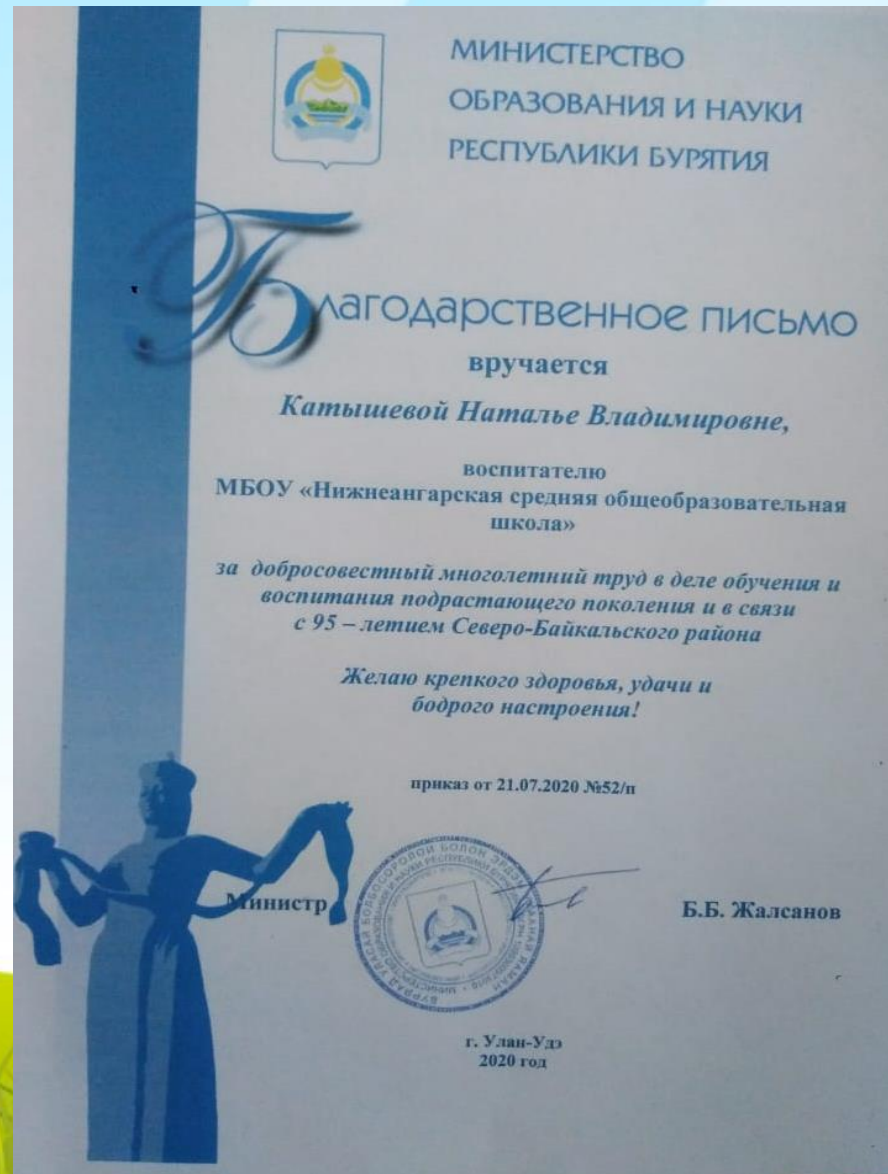 МИНИСТЕРСТВО
ОБРАЗОВАНИЯ И НАУКИ
РЕСПУБЛИКИ БУРЯТИЯ
Благодарственное письмо
вручается
Катышевой Наталье Владимировне,
воспитателю
МБОУ «Нижнеангарская средняя общеобразовательная
школа»
за добросовестный многолетний труд в деле обучения и
воспитания подрастающего поколения и в связи
с 95 – летием Северо-Байкальского района
Желаю крепкого здоровья, удачи и
бодрого настроения!
приказ от 21.07.2020 №52/п
Министр
Б.Б. Жалсанов
г. Улан-Удэ
2020 год